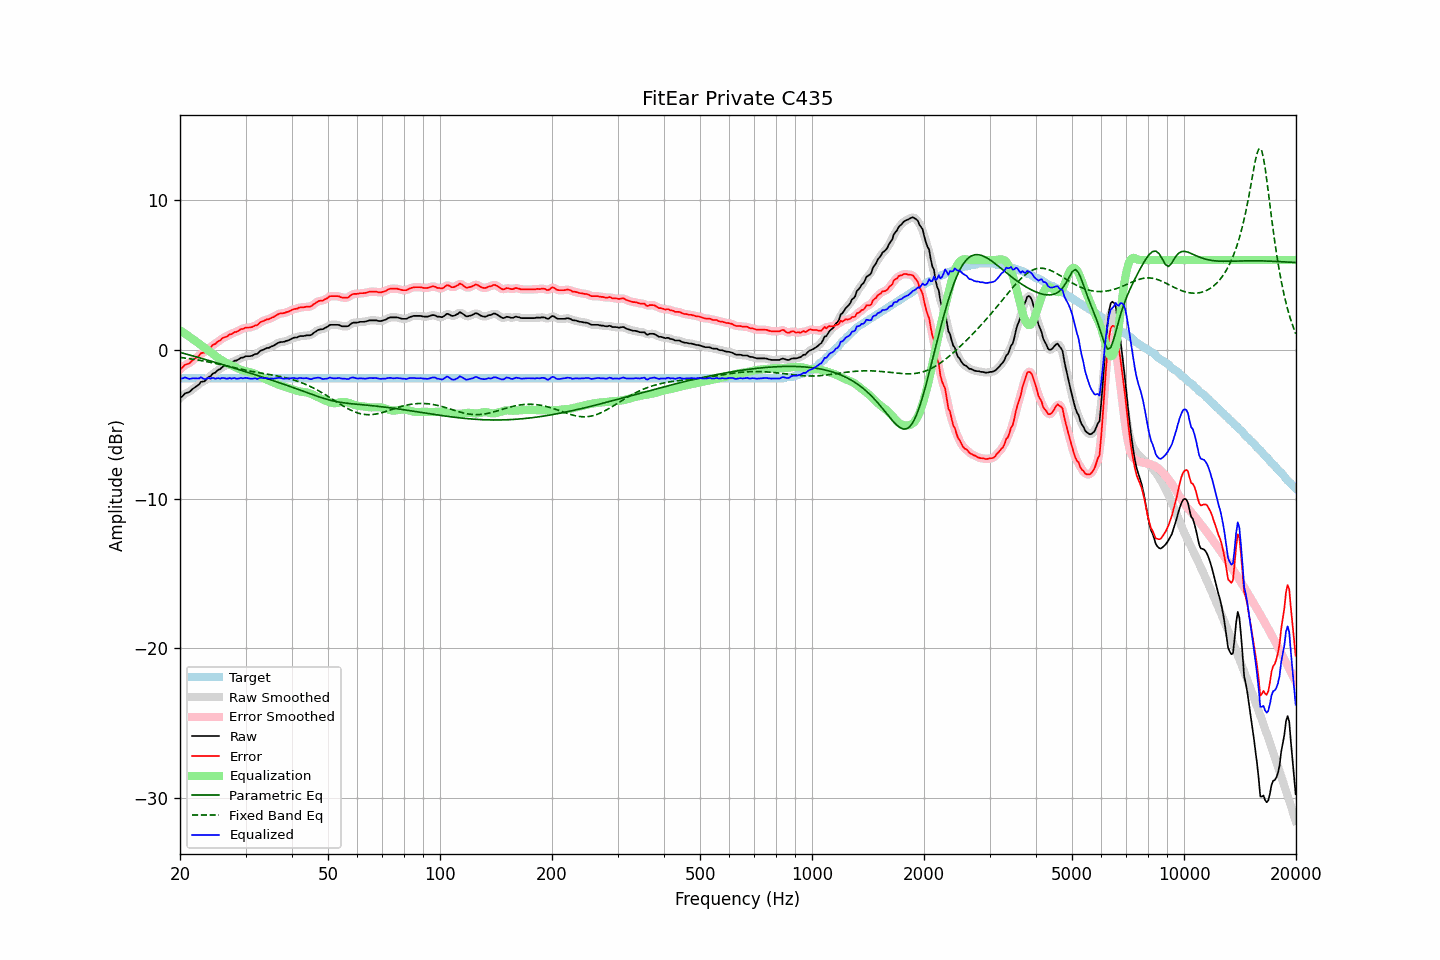 FitEar Private C435
Amplitude (dBr)
10
0
−10
−20
−30
Target
Raw Smoothed
Error Smoothed
Raw
Error
Equalization
Parametric Eq
Fixed Band Eq
Equalized
20 50 100 200 500 1000 2000 5000 10000 20000
Frequency (Hz)